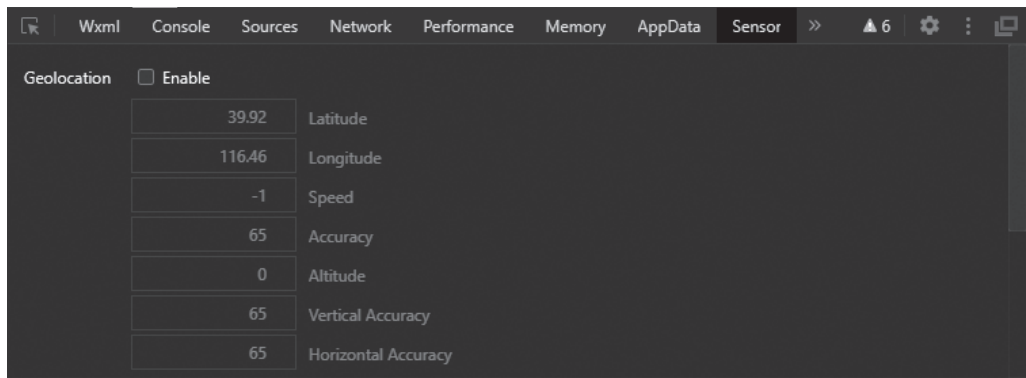 Wxml Console Sources Network Performance Memory AppData Sensor » 6
Geolocation Enable
39.92 Latitude
116.46 Longitude
-1 Speed
65 Accuracy
0 Altitude
65 Vertical Accuracy
65 Horizontal Accuracy